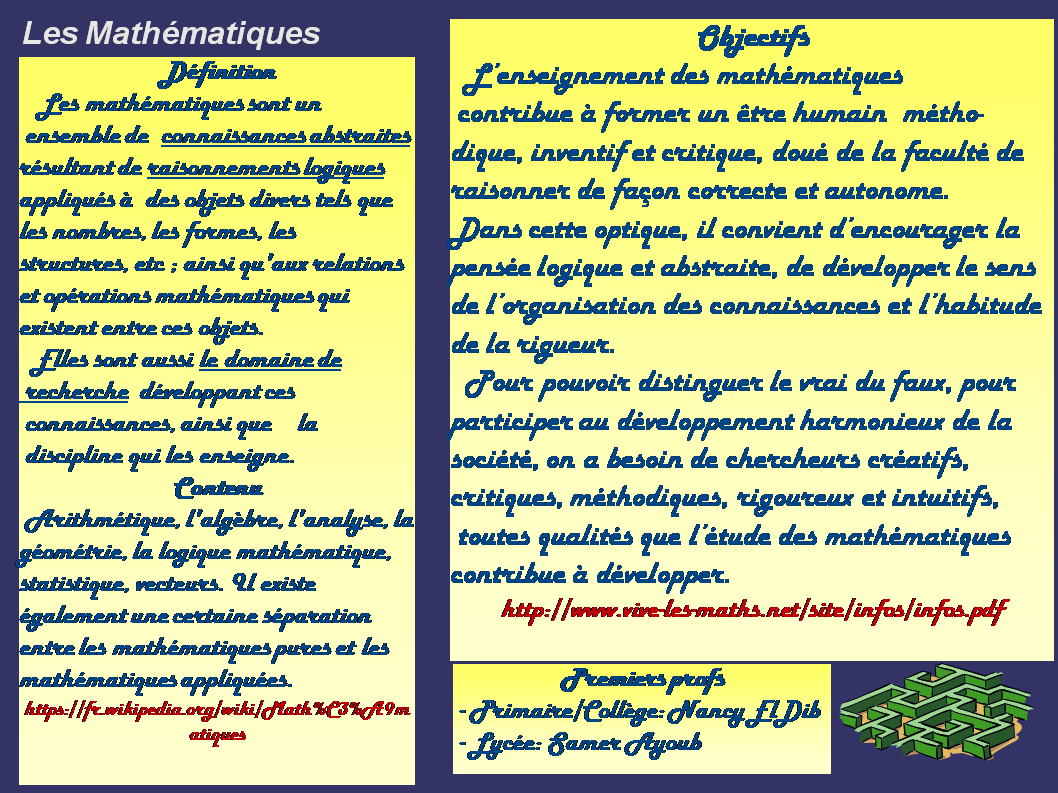 Les Mathématiques
Définition
Les mathématiques sont un
ensemble de connaissances abstraites
résultant de raisonnements logiques
appliqués à des objets divers tels que
les nombres, les formes, les
structures, etc ; ainsi qu'aux relations
et opérations mathématiques qui
existent entre ces objets.
Elles sont aussi le domaine de
recherche développant ces
connaissances, ainsi que la
discipline qui les enseigne.
Contenu
Arithmétique, l'algèbre, l'analyse, la
géométrie, la logique mathématique,
statistique, vecteurs. Il existe
également une certaine séparation
entre les mathématiques pures et les
mathématiques appliquées.
https://fr.wikipedia.org/wiki/Math%C3%A9m
atiques
Objectifs
L'enseignement des mathématiques
contribue à former un être humain métho-
dique, inventif et critique, doué de la faculté de
raisonner de façon correcte et autonome.
Dans cette optique, il convient d'encourager la
pensée logique et abstraite, de développer le sens
de l'organisation des connaissances et l'habitude
de la rigueur.
Pour pouvoir distinguer le vrai du faux, pour
participer au développement harmonieux de la
société, on a besoin de chercheurs créatifs,
critiques, méthodiques, rigoureux et intuitifs,
toutes qualités que l'étude des mathématiques
contribue à développer.
http://www.vive-les-maths.net/site/infos/infos.pdf
Premiers profs
- Primaire/Collège: Nancy El Dib
- Lycée: Samer Ayoub